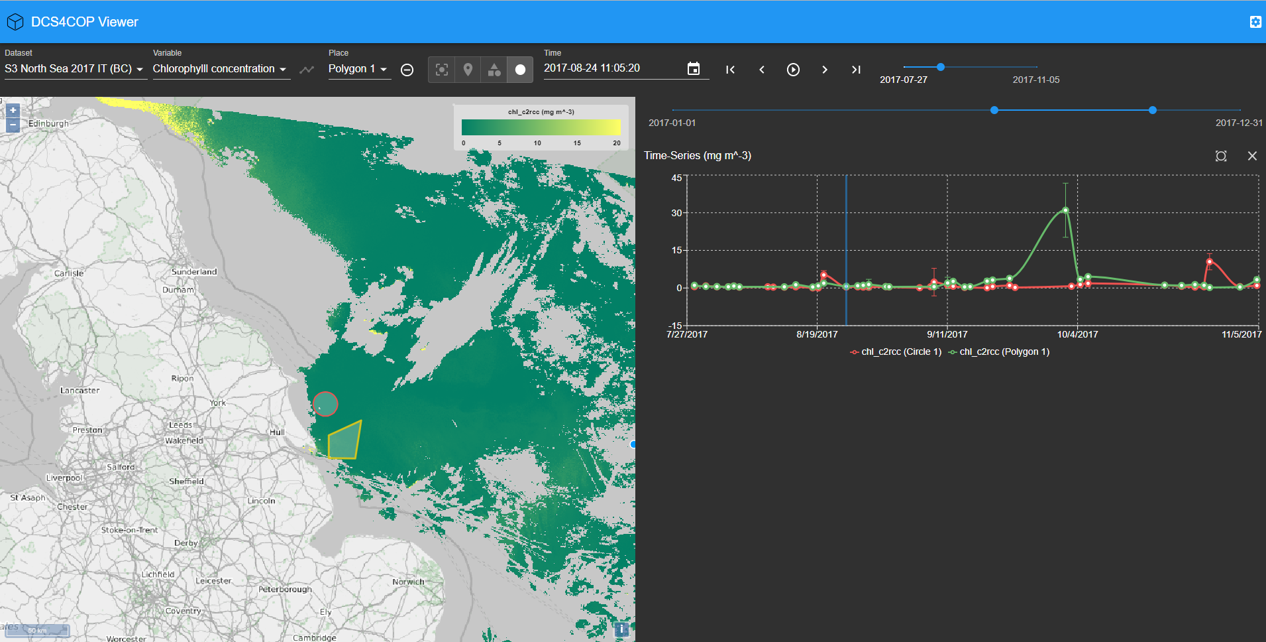 DCS4COP Viewer
Dataset
Variable
Place
Time
S3 North Sea 2017 IT (BC)
Chlorophylll concentration
Polygon 1
2017-08-24 11:05:20
2017-07-27
2017-11-05
+
−
chl_c2rcc (mg m^-3)
0 5 10 15 20
Edinburgh
Carlisle
Sunderland
Durham
Ripon
Lancaster
York
Preston
Leeds
Wakefield
Hull
Salford
Liverpool
Sheffield
St Asaph
Chester
Lincoln
Stoke-on-Trent
Derby
Lichfield
Leicester
Norwich
Peterborough
Coventry
Ely
Worcester
Cambridge
50 km
i
2017-01-01
2017-12-31
Time-Series (mg m^-3)
45
30
15
0
-15
7/27/2017 8/19/2017 9/11/2017 10/4/2017 11/5/2017
chl_c2rcc (Circle 1) chl_c2rcc (Polygon 1)